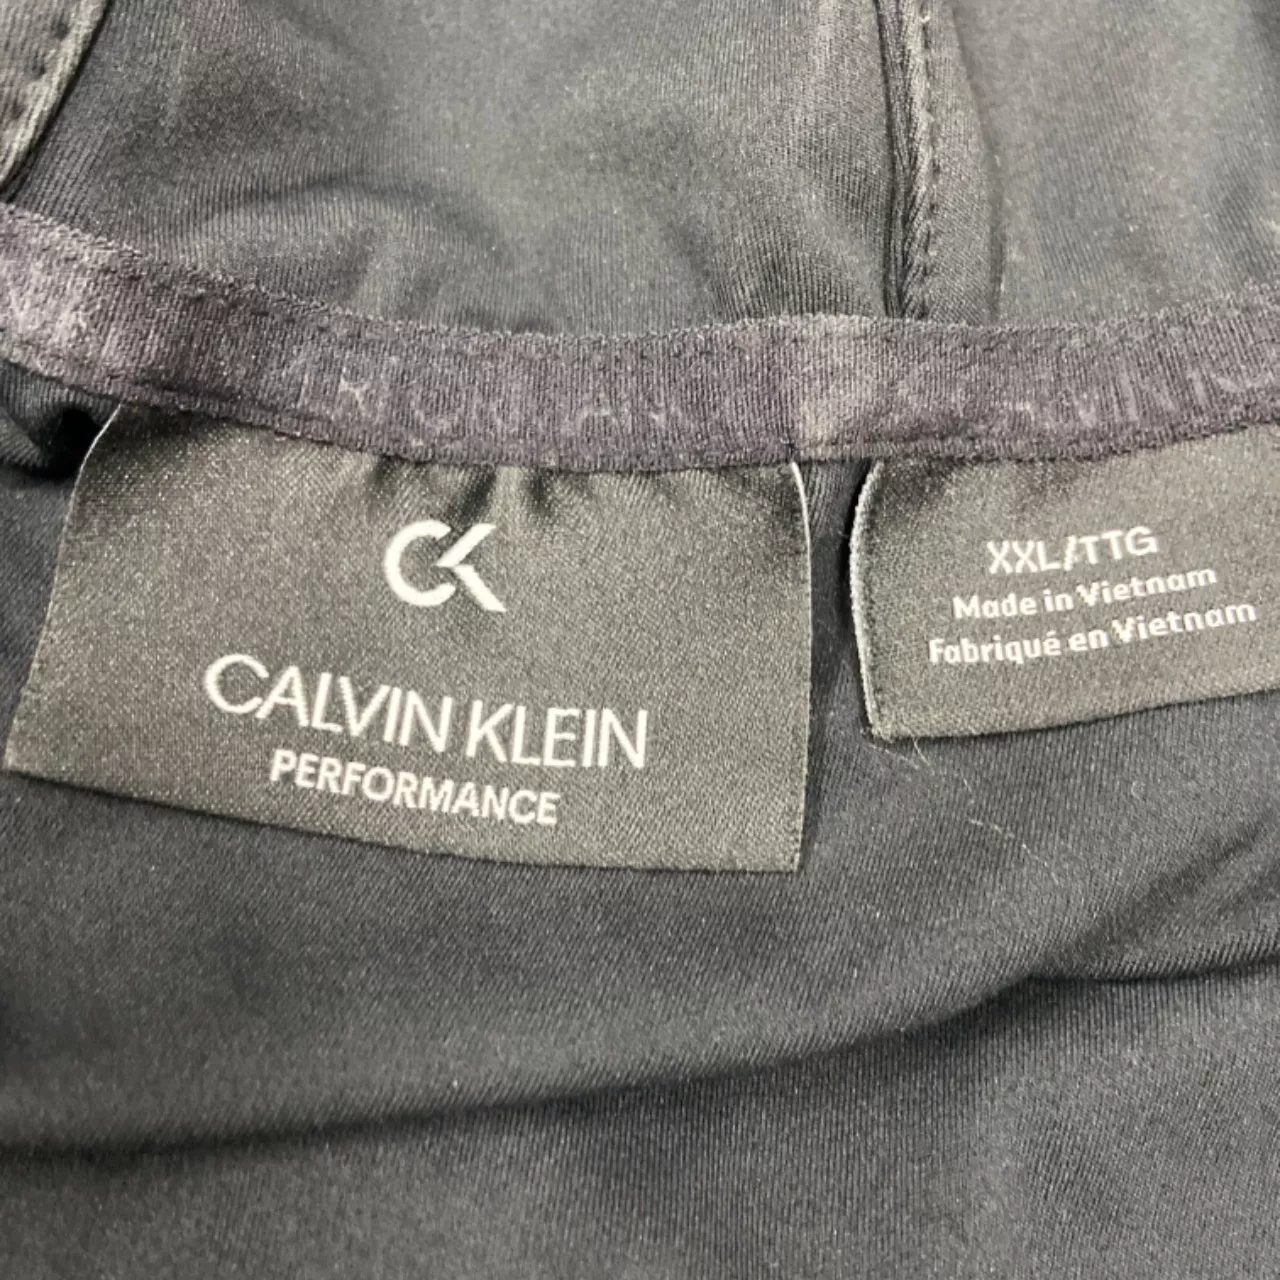 CK
CALVIN KLEIN
PERFORMANCE
XXL/TTG
Made in Vietnam
Fabriqué en Vietnam